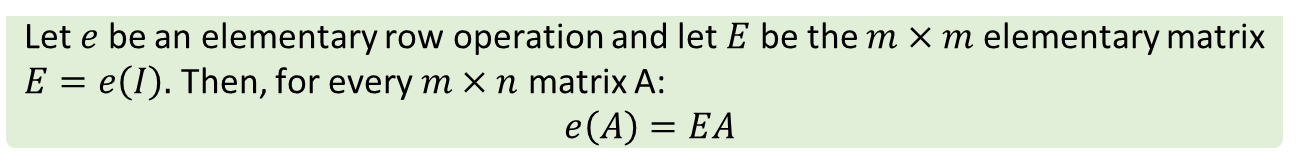 Let e be an elementary row operation and let E be the m × m elementary matrix
E = e(I). Then, for every m × n matrix A:
e(A) = EA